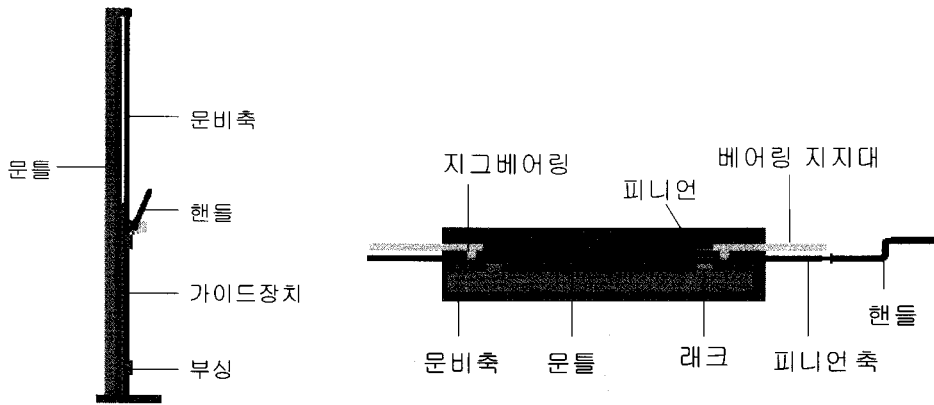 문비축
문틀
핸들
가이드장치
부싱
지그베어링
피니언
베어링 지지대
문비축
문틀
래크
피니언 축
핸들